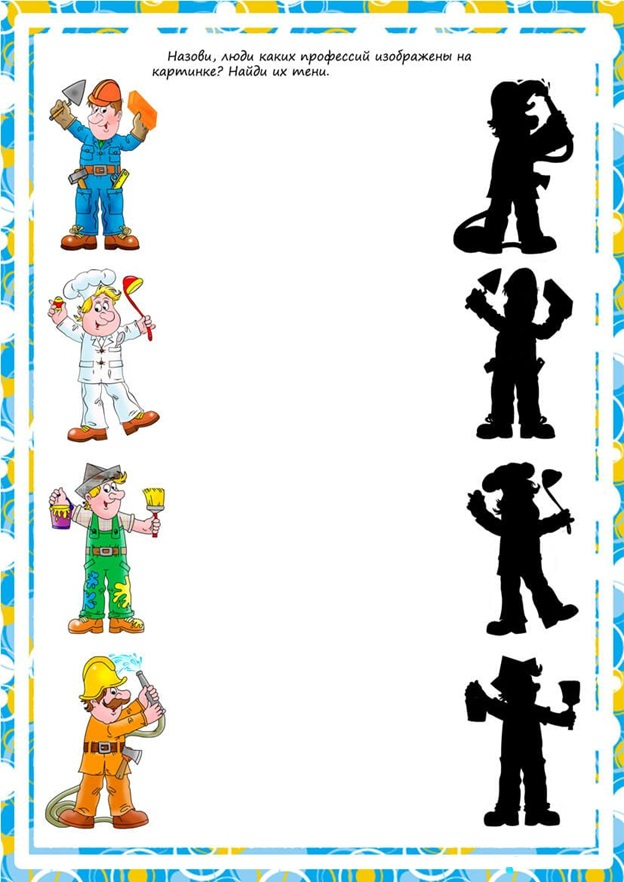 Назови, люди каких профессий изображены на
картинке? Найди их тени.